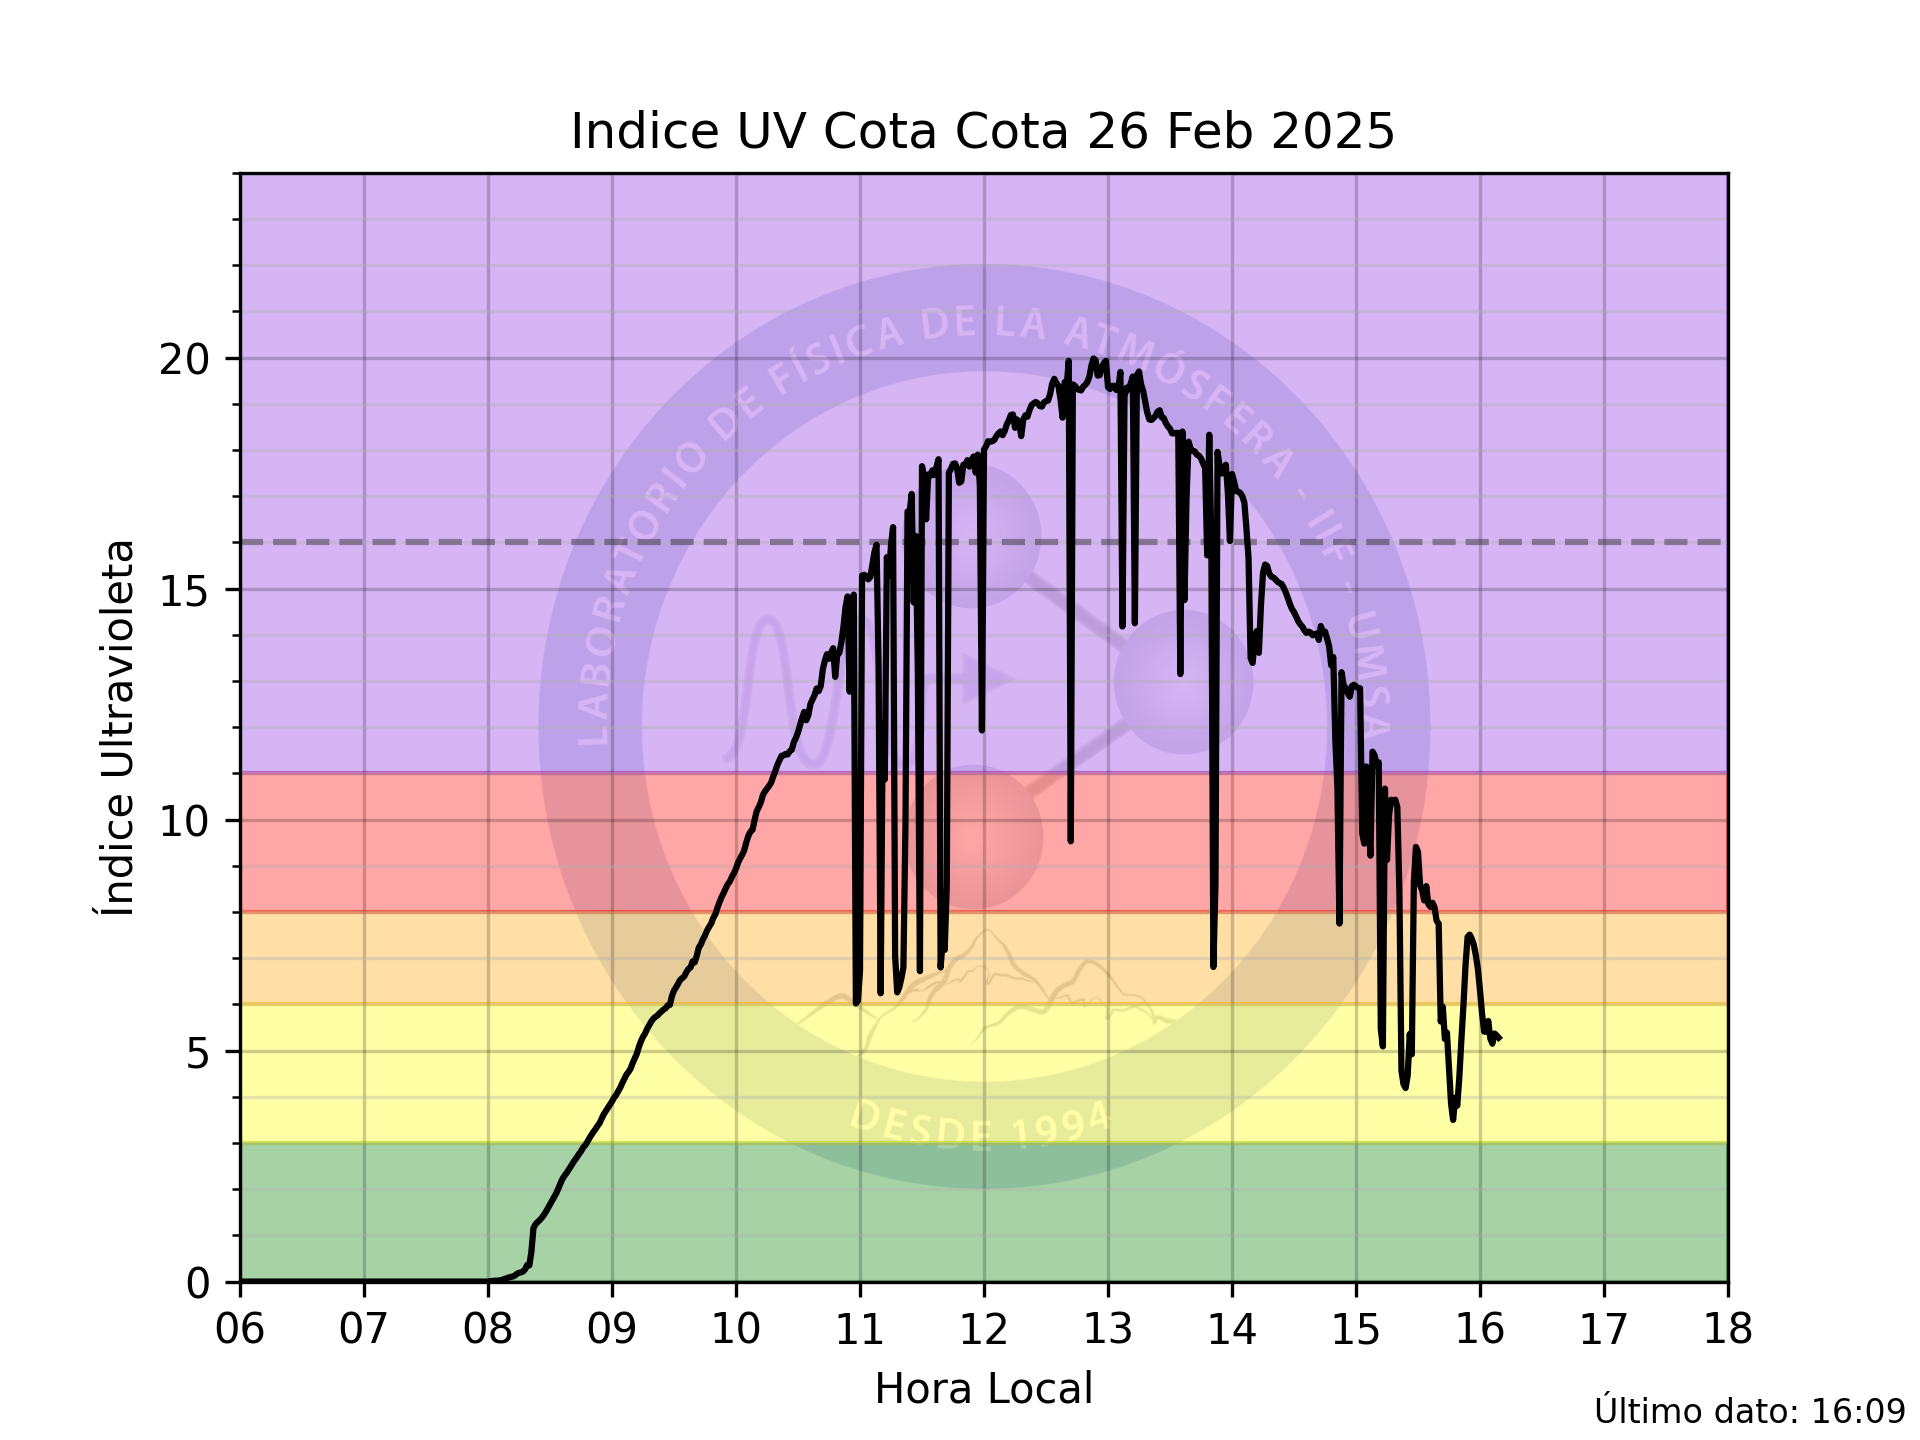 Indice UV Cota Cota 26 Feb 2025
Índice Ultravioleta
20
15
10
5
0
LABORATORIO DE FÍSICA DE LA ATMÓSFERA - IIF - UMSA
DESDE 1994
06 07 08 09 10 11 12 13 14 15 16 17 18
Hora Local
Último dato: 16:09